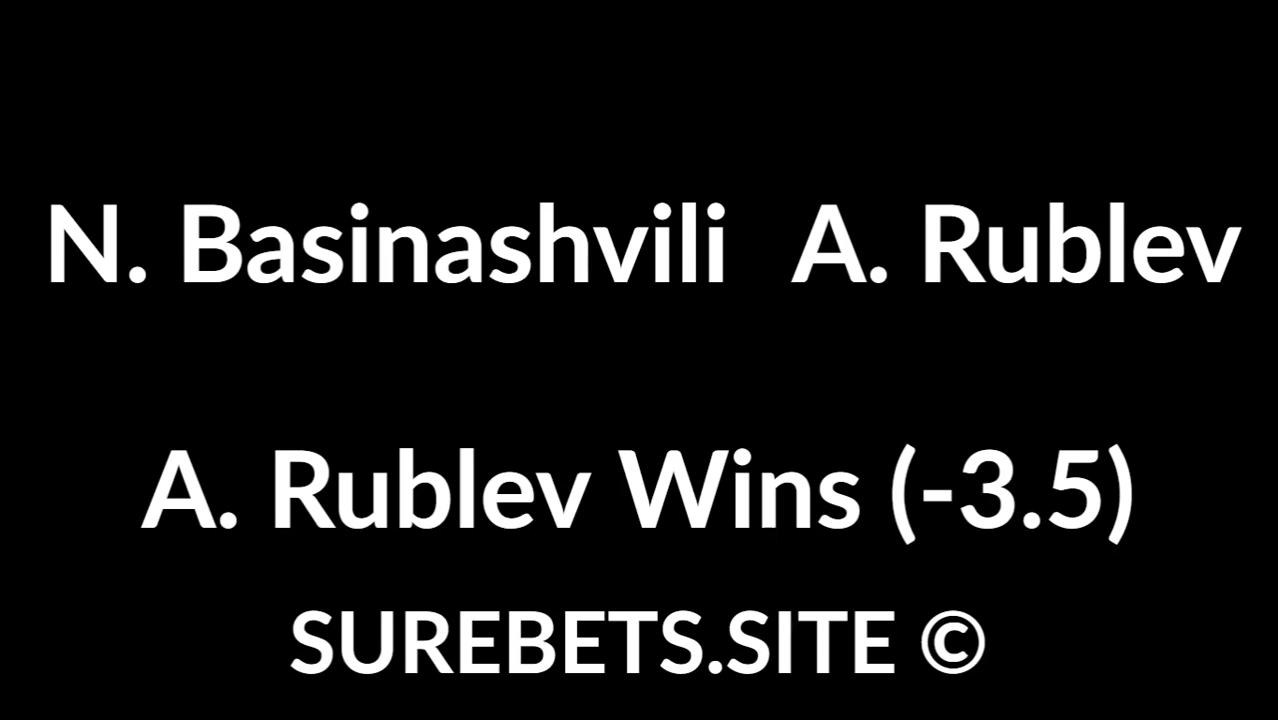 N. Basinashvili A. Rublev
A. Rublev Wins (-3.5)
SUREBETS.SITE ©